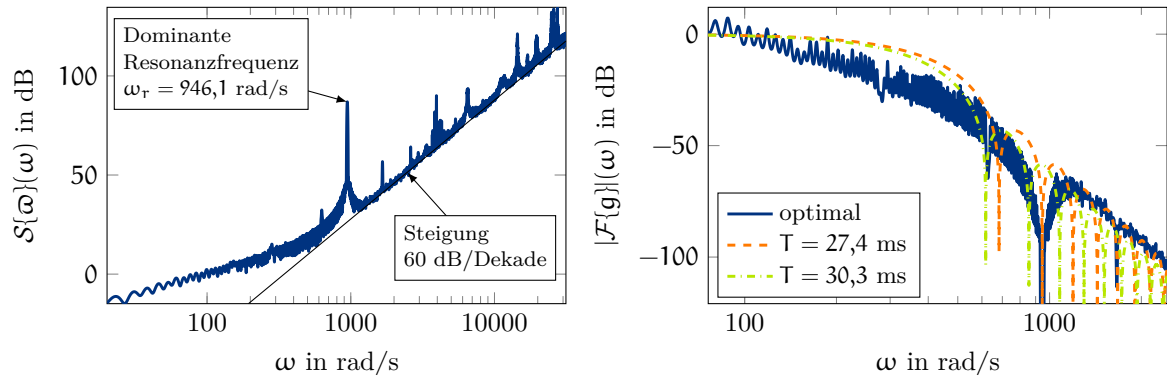 Dominante
Resonanzfrequenz
ω_r = 946,1 rad/s
Steigung
60 dB/Dekade
100
50
0
100 1000 10000
ω in rad/s
S{ϖ}(ω) in dB
0
−50
−100
100 1000
ω in rad/s
|F{g}|(ω) in dB
optimal
T = 27,4 ms
T = 30,3 ms